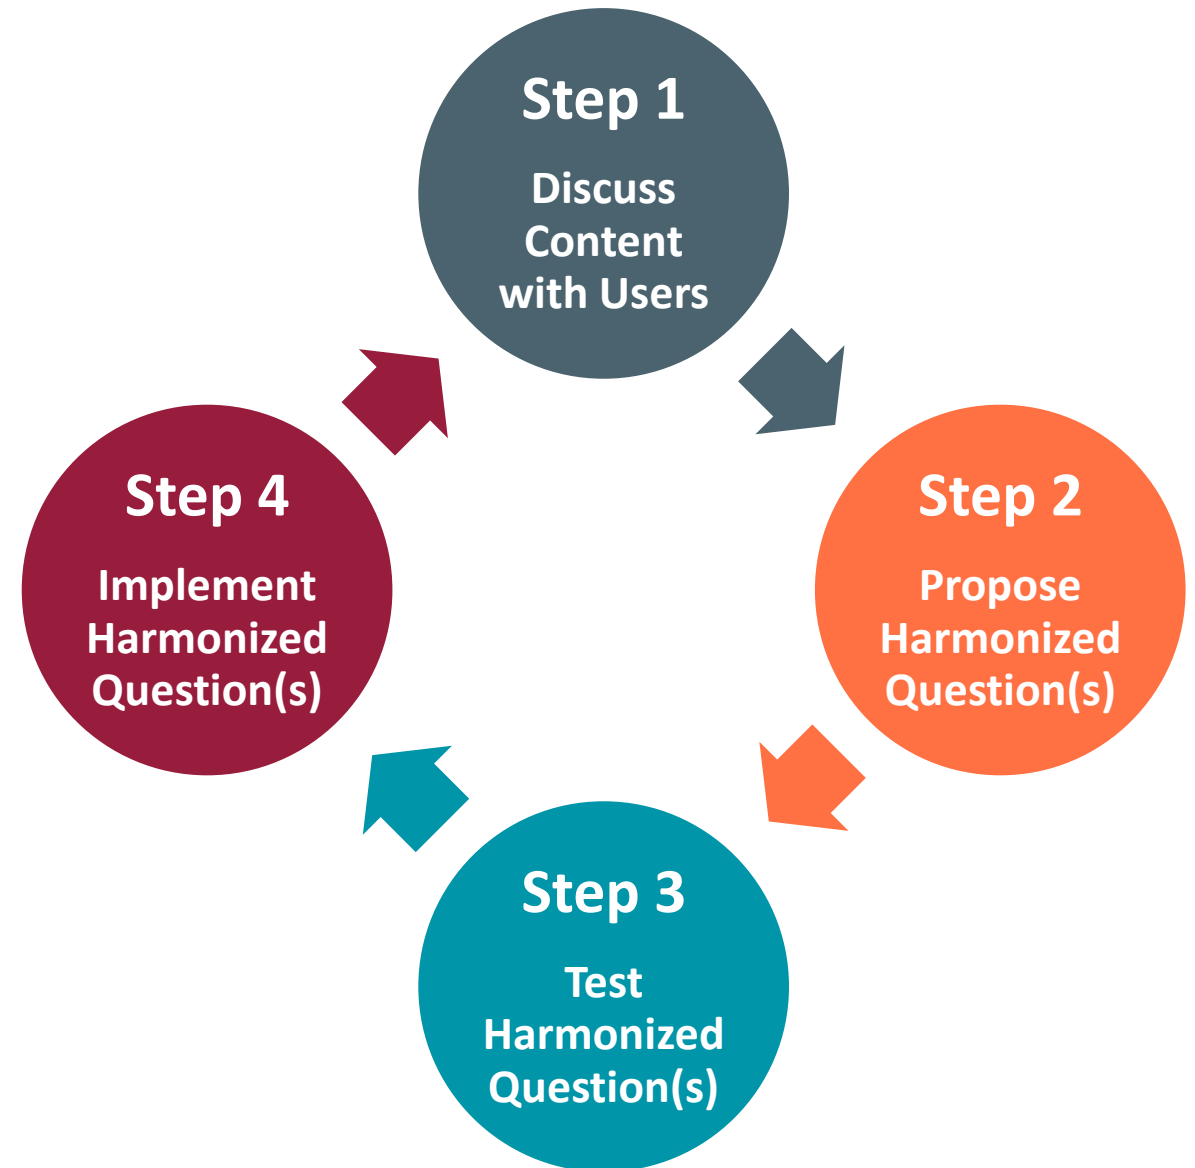 Step 1
Discuss
Content
with Users
Step 2
Propose
Harmonized
Question(s)
Step 3
Test
Harmonized
Question(s)
Step 4
Implement
Harmonized
Question(s)